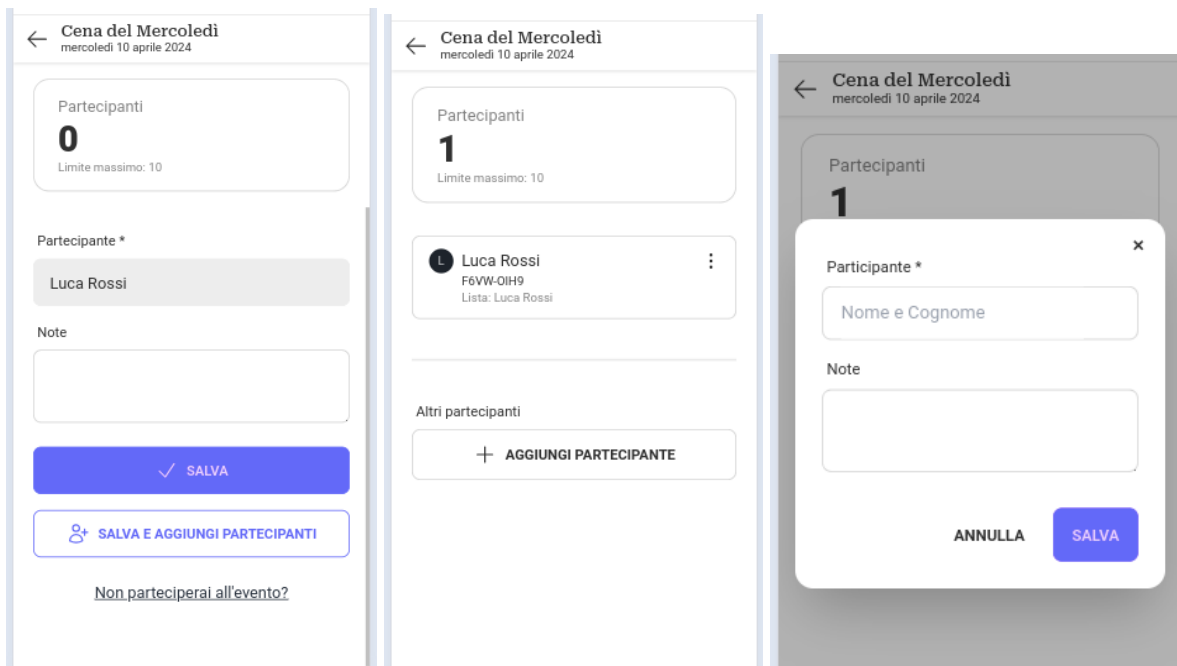 Cena del Mercoledì
mercoledì 10 aprile 2024
Partecipanti
0
Limite massimo: 10
Partecipante *
Luca Rossi
Note
SALVA
SALVA E AGGIUNGI PARTECIPANTI
Non parteciperai all'evento?
Cena del Mercoledì
mercoledì 10 aprile 2024
Partecipanti
1
Limite massimo: 10
L Luca Rossi
F6VW-OIH9
Lista: Luca Rossi
Altri partecipanti
AGGIUNGI PARTECIPANTE
Cena del Mercoledì
mercoledì 10 aprile 2024
Partecipanti
1
Participante *
Nome e Cognome
Note
ANNULLA SALVA